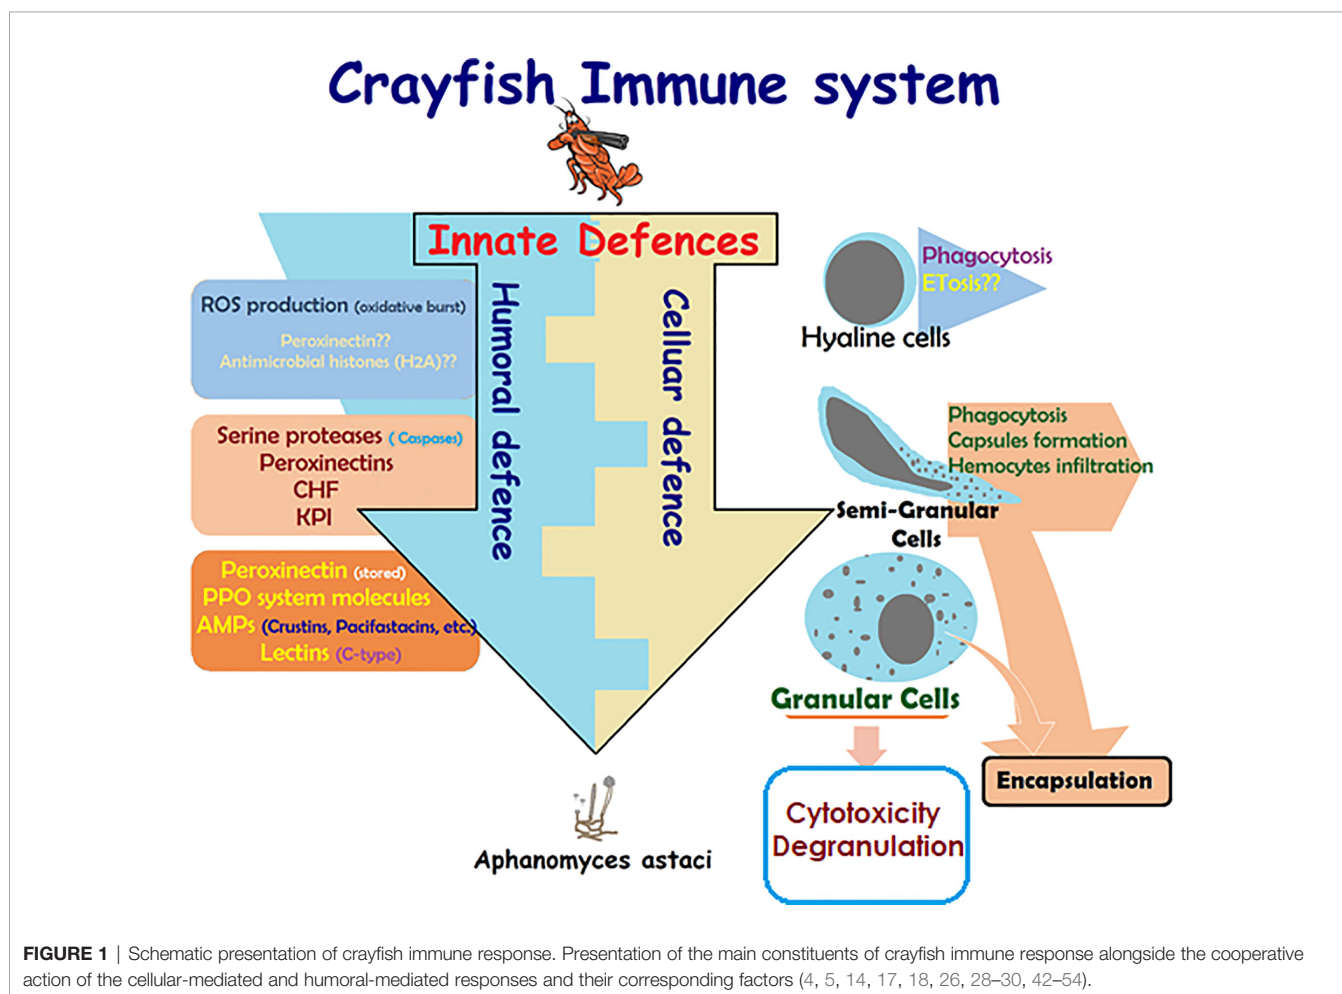 Crayfish Immune system
Innate Defences
Humoral defence
Celluar defence
ROS production (oxidative burst)
Peroxinectin??
Antimicrobial histones (H2A)??
Serine proteases ( Caspases)
Peroxinectins
CHF
KPI
Peroxinectin (stored)
PPO system molecules
AMPs (Crustins, Pacifastacins, etc.)
Lectins (C-type)
Phagocytosis
ETosis??
Hyaline cells
Phagocytosis
Capsules formation
Hemocytes infiltration
Semi-Granular
Cells
Granular Cells
Encapsulation
Cytotoxicity
Degranulation
Aphanomyces astaci
FIGURE 1 | Schematic presentation of crayfish immune response. Presentation of the main constituents of crayfish immune response alongside the cooperative
action of the cellular-mediated and humoral-mediated responses and their corresponding factors (4, 5, 14, 17, 18, 26, 28–30, 42–54).